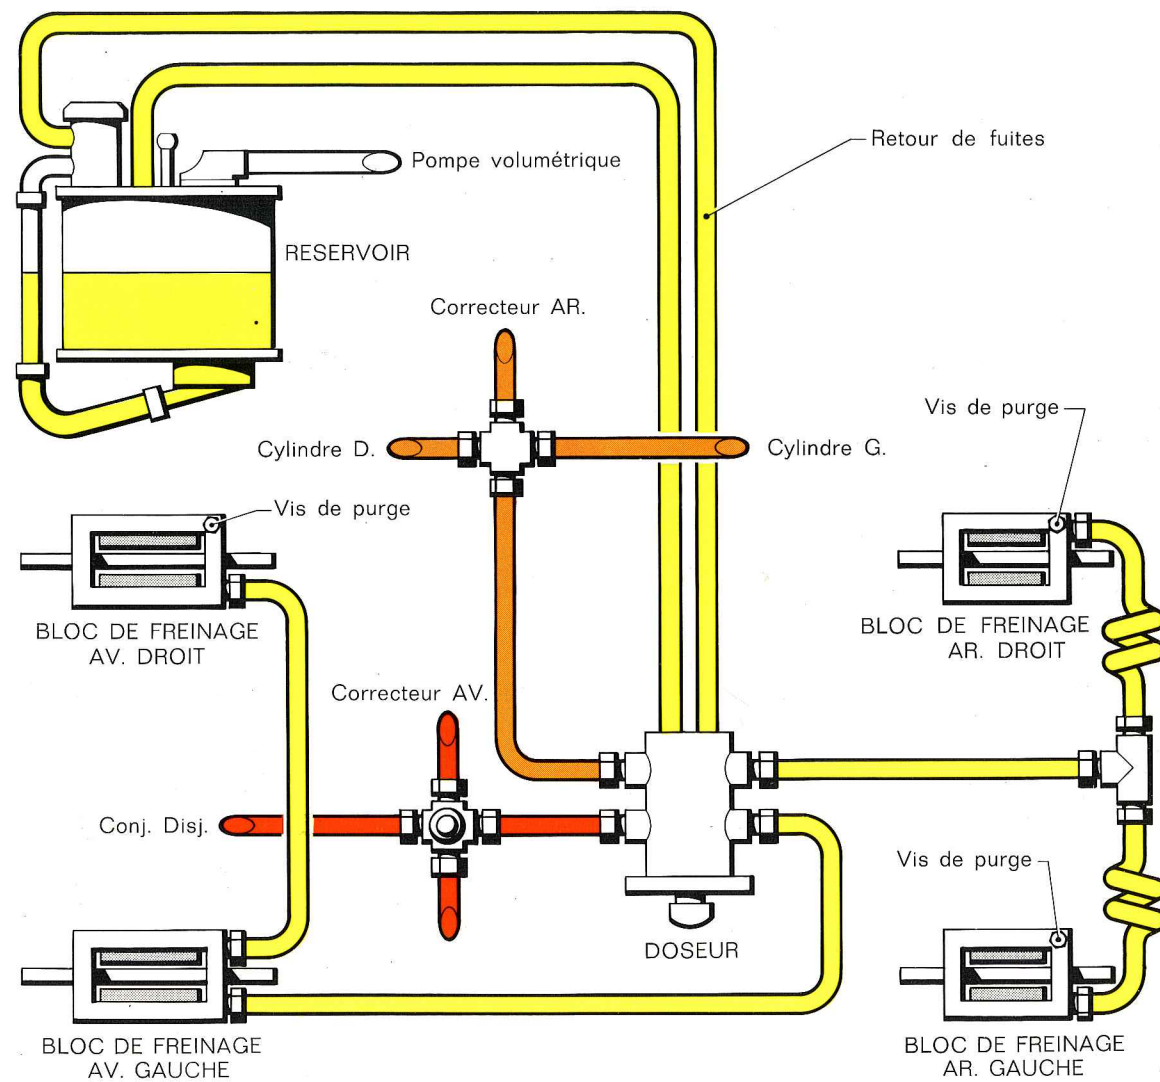 Retour de fuites
Pompe volumétrique
RESERVOIR
Correcteur AR.
Vis de purge
Cylindre D.
Cylindre G.
Vis de purge
BLOC DE FREINAGE
AV. DROIT
BLOC DE FREINAGE
AR. DROIT
Correcteur AV.
Conj. Disj.
Vis de purge
DOSEUR
BLOC DE FREINAGE
AV. GAUCHE
BLOC DE FREINAGE
AR. GAUCHE